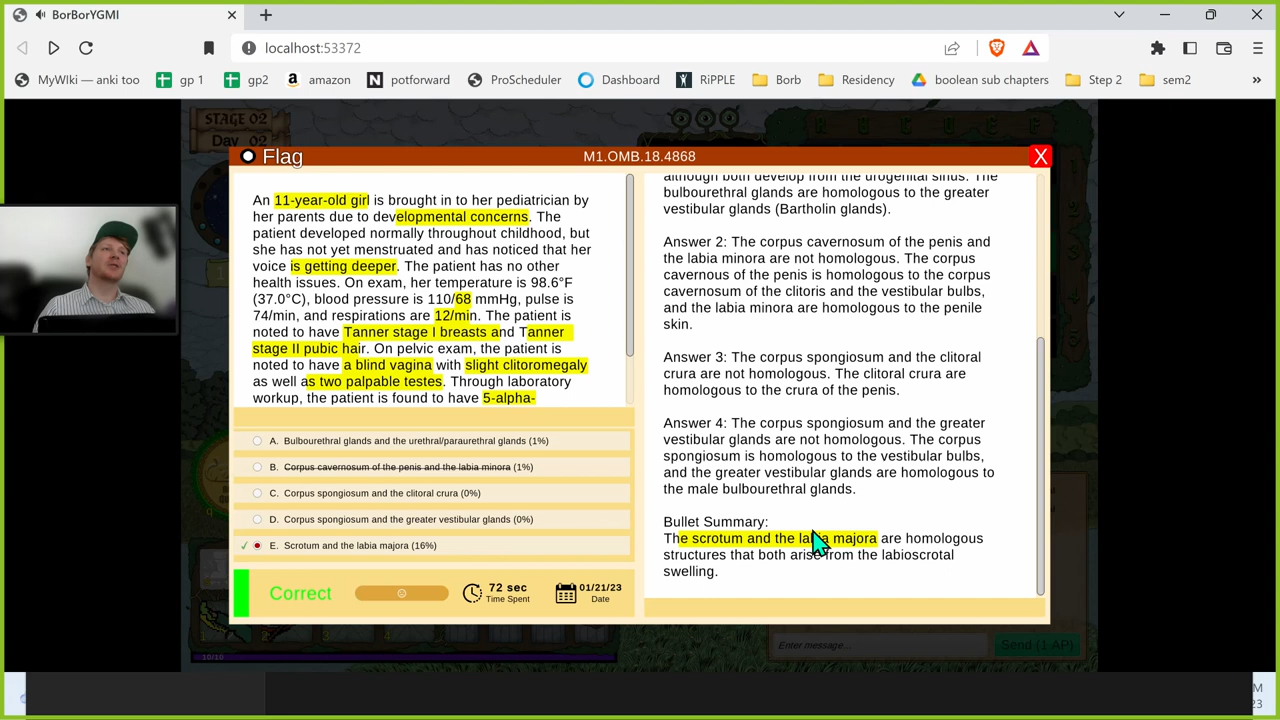 BorBorYGMI
localhost:53372
MyWIki — anki too
gp 1
gp2
amazon
potforward
ProScheduler
Dashboard
RiPPLE
Borb
Residency
boolean sub chapters
Step 2
sem2
»
STAGE 02
Day 02
Flag
M1.OMB.18.4868
X
An 11-year-old girl is brought in to her pediatrician by
her parents due to developmental concerns. The
patient developed normally throughout childhood, but
she has not yet menstruated and has noticed that her
voice is getting deeper. The patient has no other
health issues. On exam, her temperature is 98.6°F
(37.0°C), blood pressure is 110/68 mmHg, pulse is
74/min, and respirations are 12/min. The patient is
noted to have Tanner stage I breasts and Tanner
stage II pubic hair. On pelvic exam, the patient is
noted to have a blind vagina with slight clitoromegaly
as well as two palpable testes. Through laboratory
workup, the patient is found to have 5-alpha-
A. Bulbourethral glands and the urethral/paraurethral glands (1%)
B. Corpus cavernosum of the penis and the labia minora (1%)
C. Corpus spongiosum and the clitoral crura (0%)
D. Corpus spongiosum and the greater vestibular glands (0%)
✓ E. Scrotum and the labia majora (16%)
Correct
72 sec
Time Spent
01/21/23
Date
although both develop from the urogenital sinus. The
bulbourethral glands are homologous to the greater
vestibular glands (Bartholin glands).
Answer 2: The corpus cavernosum of the penis and
the labia minora are not homologous. The corpus
cavernous of the penis is homologous to the corpus
cavernosum of the clitoris and the vestibular bulbs,
and the labia minora are homologous to the penile
skin.
Answer 3: The corpus spongiosum and the clitoral
crura are not homologous. The clitoral crura are
homologous to the crura of the penis.
Answer 4: The corpus spongiosum and the greater
vestibular glands are not homologous. The corpus
spongiosum is homologous to the vestibular bulbs,
and the greater vestibular glands are homologous to
the male bulbourethral glands.
Bullet Summary:
The scrotum and the labia majora are homologous
structures that both arise from the labioscrotal
swelling.
1 2 3 4
10/10
Enter message...
Send (1 AP)
M
23